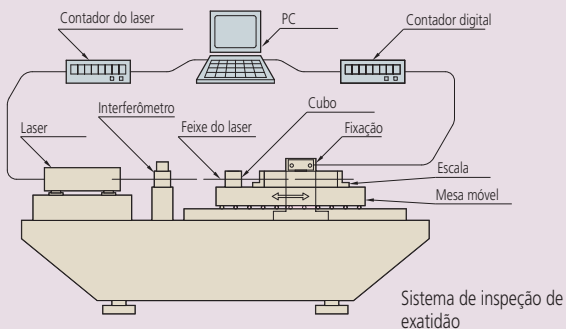 Contador do laser
PC
Contador digital
Interferômetro
Cubo
Laser
Feixe do laser
Fixação
Escala
Mesa móvel
Sistema de inspeção de
exatidão